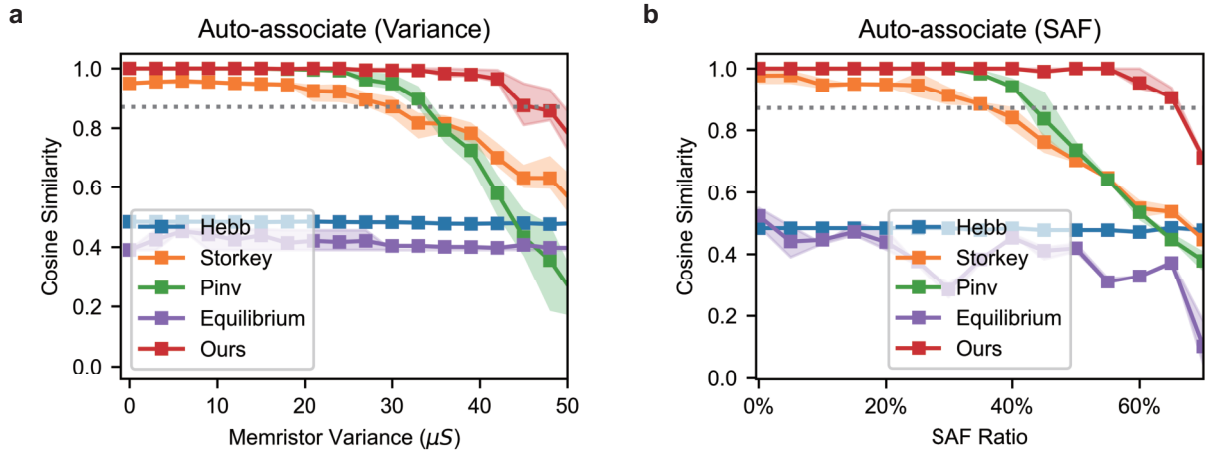 a
Auto-associate (Variance)
Cosine Similarity
1.0
0.8
0.6
0.4
0.2
0.0
Hebb
Storkey
Pinv
Equilibrium
Ours
0
10
20
30
40
50
Memristor Variance (μS)
b
Auto-associate (SAF)
Cosine Similarity
1.0
0.8
0.6
0.4
0.2
0.0
Hebb
Storkey
Pinv
Equilibrium
Ours
0%
20%
40%
60%
SAF Ratio